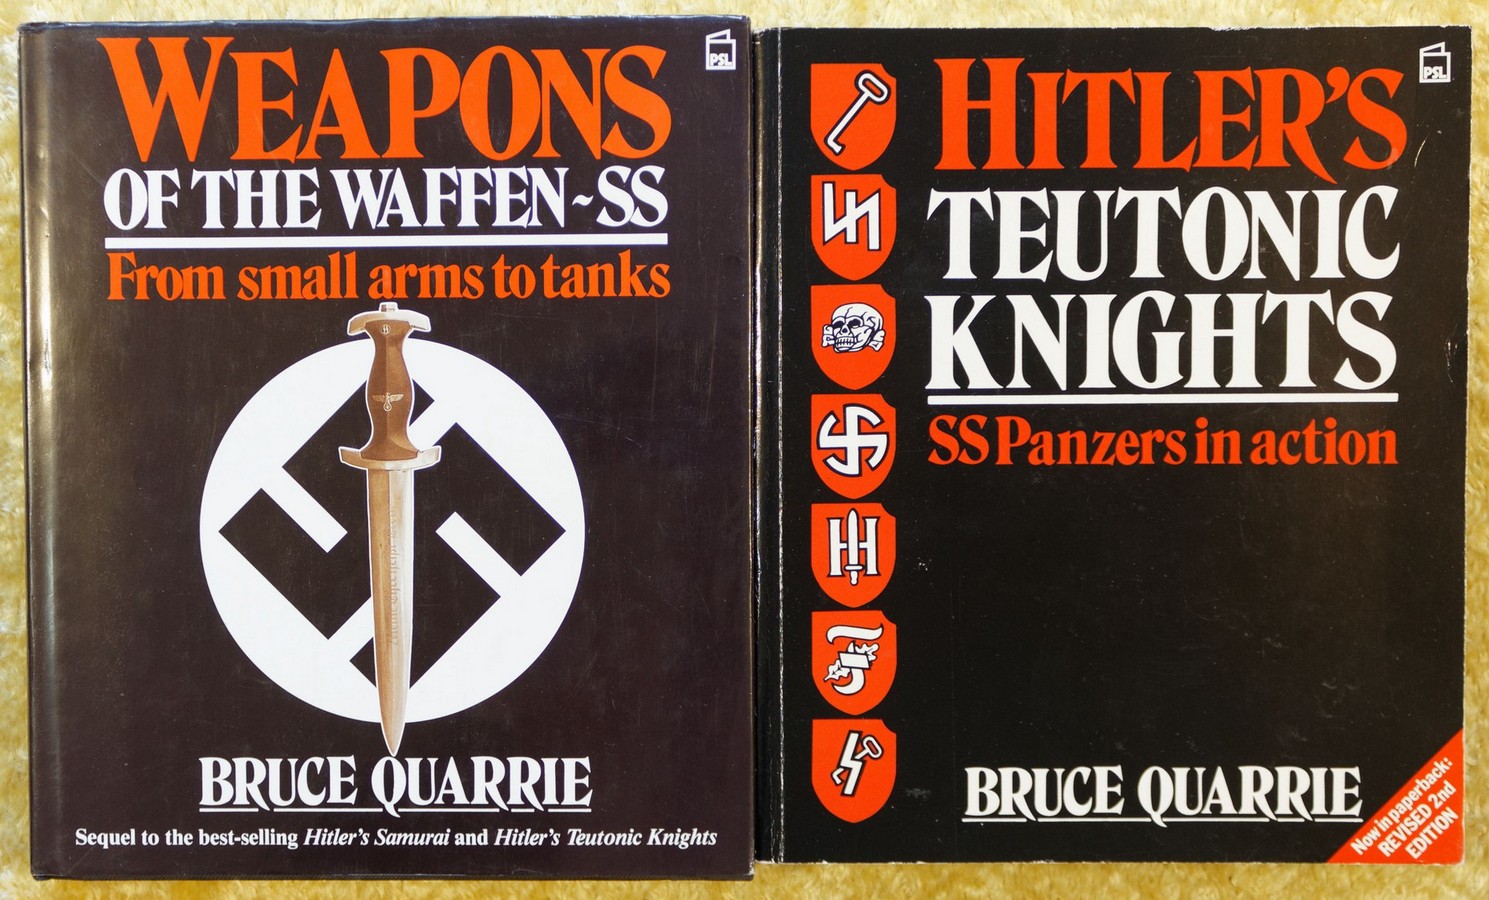 PSL
WEAPONS
OF THE WAFFEN~SS
From small arms to tanks
BRUCE QUARRIE
Sequel to the best-selling Hitler's Samurai and Hitler's Teutonic Knights
PSL
HITLER'S
TEUTONIC
KNIGHTS
SS Panzers in action
BRUCE QUARRIE
Now in paperback:
REVISED 2nd
EDITION